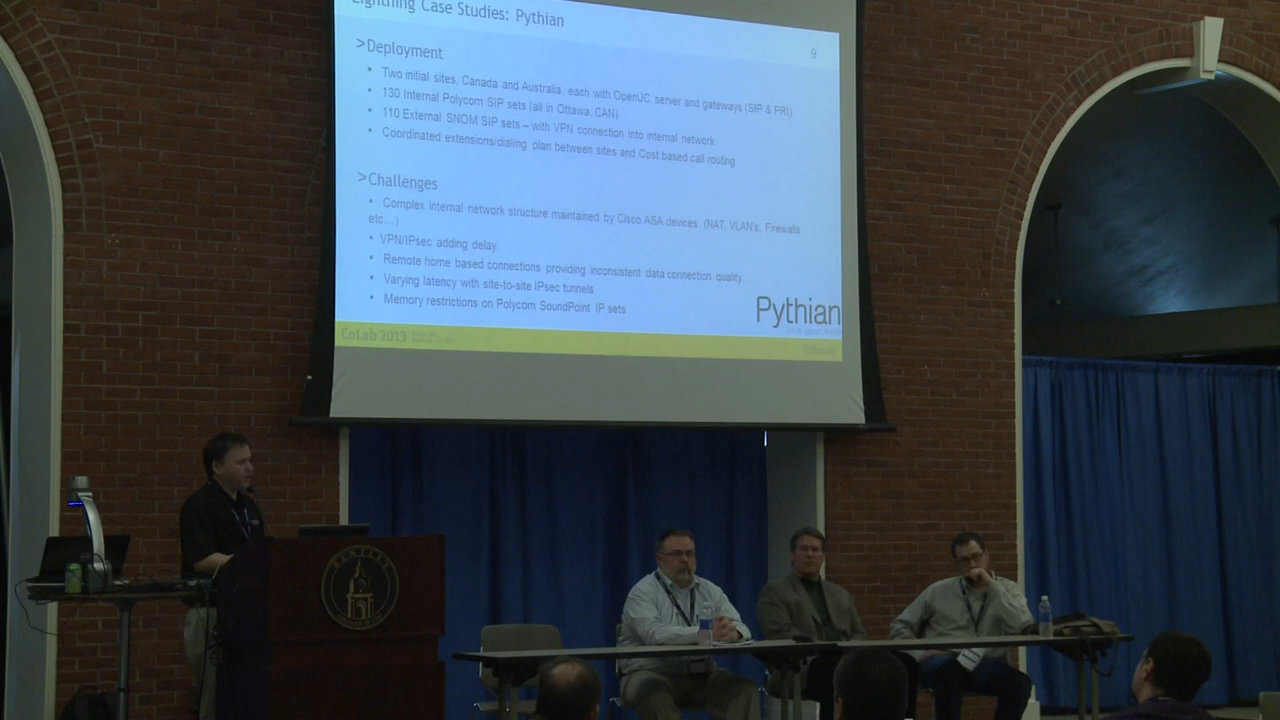 Lightning Case Studies: Pythian
9
>Deployment
• Two initial sites, Canada and Australia, each with OpenUC server and gateways (SIP & PRI)
• 130 Internal Polycom SIP sets (all in Ottawa, CAN)
• 110 External SNOM SIP sets – with VPN connection into internal network
• Coordinated extensions/dialing plan between sites and Cost based call routing
>Challenges
• Complex internal network structure maintained by Cisco ASA devices, (NAT, VLAN's, Firewalls
etc…)
• VPN/IPsec adding delay.
• Remote home based connections providing inconsistent data connection quality.
• Varying latency with site-to-site IPsec tunnels
• Memory restrictions on Polycom SoundPoint IP sets
Pythian
CoLab 2013
BENTLEY